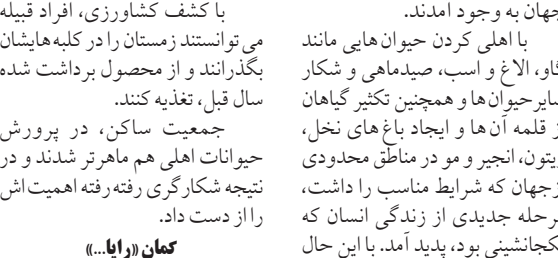 جهان به وجود آمدند.
با اهلی کردن حیوان‌هایی مانند
گاو، الاغ و اسب، صیدماهی و شکار
سایرحیوان‌ها و همچنین تکثیر گیاهان
از قلمه آن‌ها و ایجاد باغ‌های نخل،
زیتون، انجیر و مو در مناطق محدودی
ازجهان که شرایط مناسب را داشت،
مرحله جدیدی از زندگی انسان که
یکجانشینی بود، پدید آمد. با این حال
با کشف کشاورزی، افراد قبیله
می‌توانستند زمستان را در کلبه‌هایشان
بگذرانند و از محصول برداشت شده
سال قبل، تغذیه کنند.
جمعیت ساکن، در پرورش
حیوانات اهلی هم ماهرتر شدند و در
نتیجه شکارگری رفته‌رفته اهمیت‌اش
را از دست داد.
کمان «رایا...»